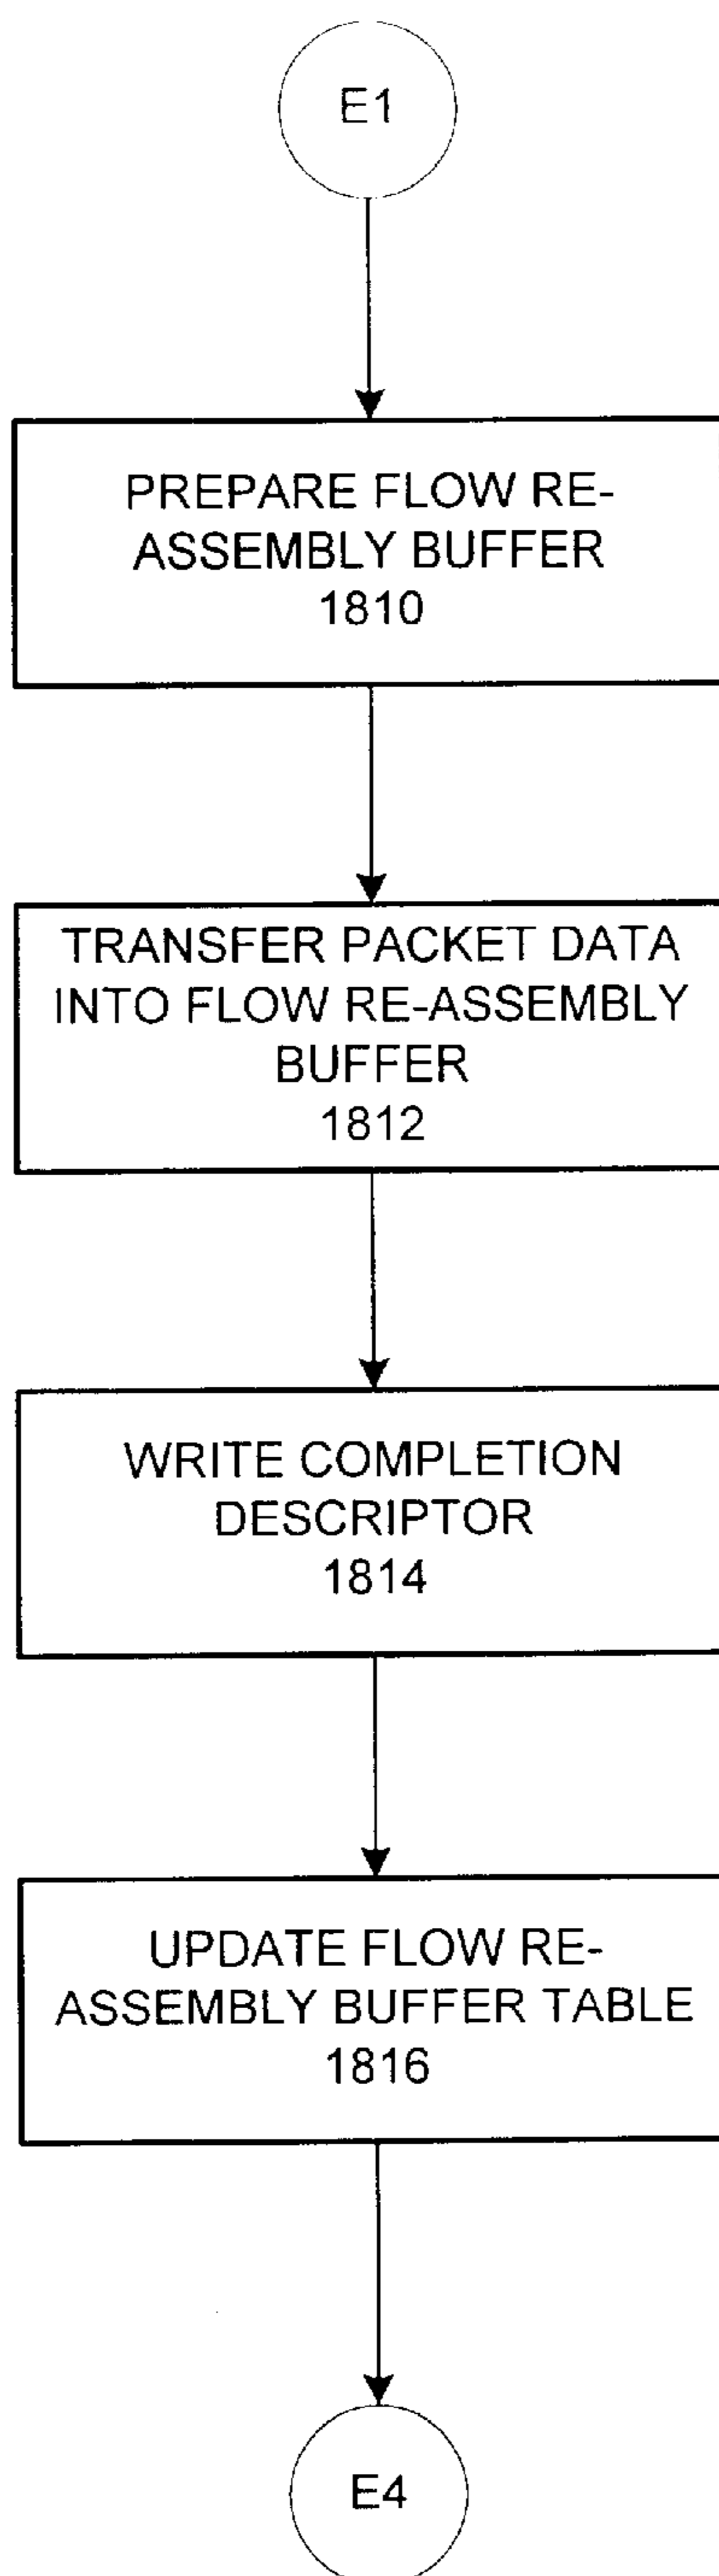 E1
PREPARE FLOW RE-
ASSEMBLY BUFFER
1810
TRANSFER PACKET DATA
INTO FLOW RE-ASSEMBLY
BUFFER
1812
WRITE COMPLETION
DESCRIPTOR
1814
UPDATE FLOW RE-
ASSEMBLY BUFFER TABLE
1816
E4